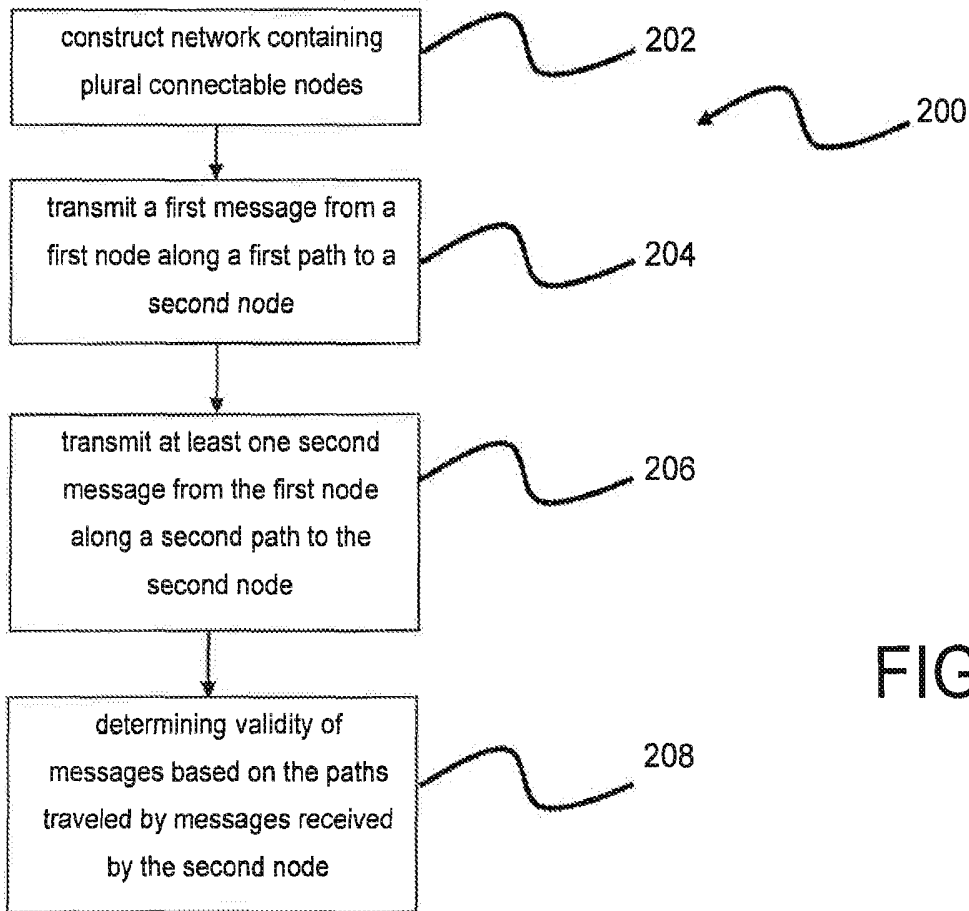 construct network containing
plural connectable nodes
202
200
transmit a first message from a
first node along a first path to a
second node
204
transmit at least one second
message from the first node
along a second path to the
second node
206
FIG
determining validity of
messages based on the paths
traveled by messages received
by the second node
208